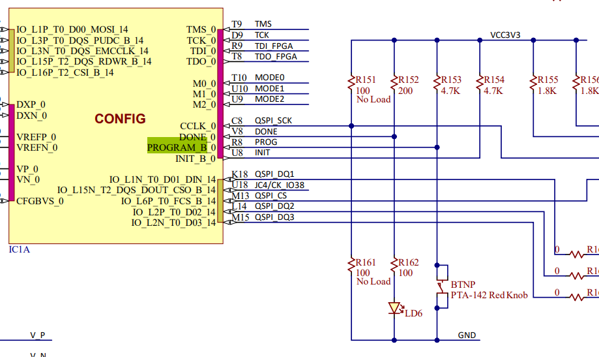 IO_L1P_T0_D00_MOSI_14
IO_L3P_T0_DQS_PUDC_B_14
IO_L3N_T0_DQS_EMCCLK_14
IO_L15P_T2_DQS_RDWR_B_14
IO_L16P_T2_CSI_B_14
DXP_0
DXN_0
VREFP_0
VREFN_0
VP_0
VN_0
CFGBVS_0
CONFIG
TMS_0
TCK_0
TDI_0
TDO_0
M0_0
M1_0
M2_0
CCLK_0
DONE_0
PROGRAM_B_0
INIT_B_0
IO_L1N_T0_D01_DIN_14
IO_L15N_T2_DQS_DOUT_CSO_B_14
IO_L6P_T0_FCS_B_14
IO_L2P_T0_D02_14
IO_L2N_T0_D03_14
IC1A
T9 TMS
D9 TCK
R9 TDI_FPGA
T8 TDO_FPGA
T10 MODE0
U10 MODE1
U9 MODE2
C8 QSPI_SCK
V8 DONE
R8 PROG
U8 INIT
K18 QSPI_DQ1
U18 JC4/CK_IO38
M13 QSPI_CS
L14 QSPI_DQ2
M15 QSPI_DQ3
VCC3V3
R151
100
No Load
R152
200
R153
4.7K
R154
4.7K
R155
1.8K
R156
1.8K
R161
100
No Load
R162
100
LD6
BTNP
PTA-142 Red Knob
GND
0
0
0
V_P